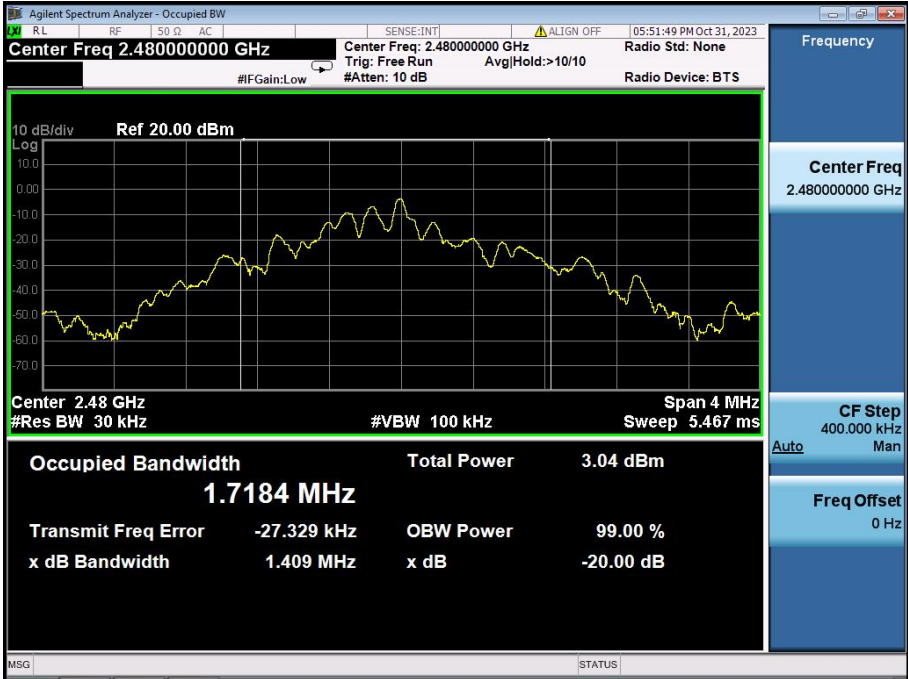 Agilent Spectrum Analyzer - Occupied BW
LXI RL RF 50 Ω AC SENSE:INT ALIGN OFF 05:51:49 PM Oct 31, 2023
Center Freq 2.480000000 GHz
Center Freq: 2.480000000 GHz
Radio Std: None
Trig: Free Run Avg|Hold:>10/10
#IFGain:Low #Atten: 10 dB Radio Device: BTS
10 dB/div Ref 20.00 dBm
Log
10.0
0.00
-10.0
-20.0
-30.0
-40.0
-50.0
-60.0
-70.0
Center 2.48 GHz Span 4 MHz
#Res BW 30 kHz #VBW 100 kHz Sweep 5.467 ms
Occupied Bandwidth Total Power 3.04 dBm
1.7184 MHz
Transmit Freq Error -27.329 kHz OBW Power 99.00 %
x dB Bandwidth 1.409 MHz x dB -20.00 dB
Frequency
Center Freq
2.480000000 GHz
CF Step
400.000 kHz
Auto Man
Freq Offset
0 Hz
MSG STATUS